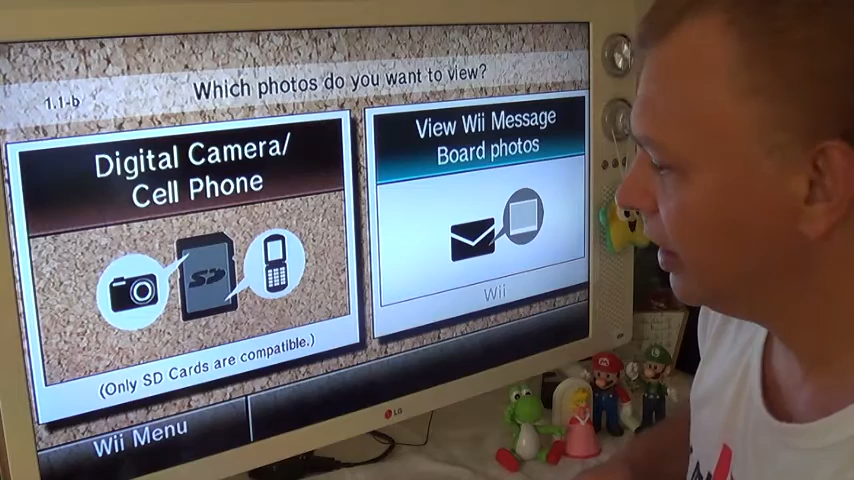 1.1-b
Which photos do you want to view?
Digital Camera/
Cell Phone
SD
(Only SD Cards are compatible.)
View Wii Message
Board photos
Wii
Wii Menu
LG